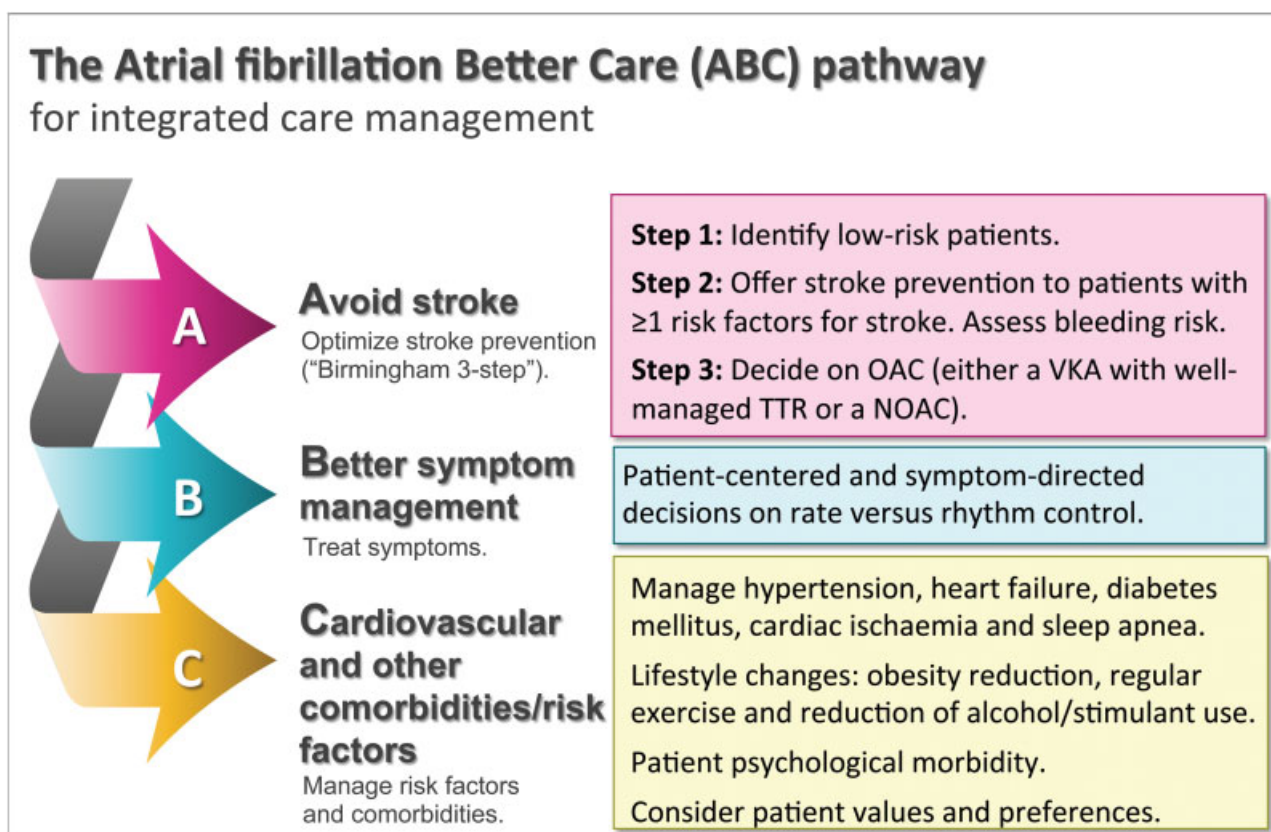 The Atrial fibrillation Better Care (ABC) pathway
for integrated care management
A
Avoid stroke
Optimize stroke prevention
(“Birmingham 3-step”).
Step 1: Identify low-risk patients.
Step 2: Offer stroke prevention to patients with
≥1 risk factors for stroke. Assess bleeding risk.
Step 3: Decide on OAC (either a VKA with well-
managed TTR or a NOAC).
B
Better symptom
management
Treat symptoms.
Patient-centered and symptom-directed
decisions on rate versus rhythm control.
C
Cardiovascular
and other
comorbidities/risk
factors
Manage risk factors
and comorbidities.
Manage hypertension, heart failure, diabetes
mellitus, cardiac ischaemia and sleep apnea.
Lifestyle changes: obesity reduction, regular
exercise and reduction of alcohol/stimulant use.
Patient psychological morbidity.
Consider patient values and preferences.